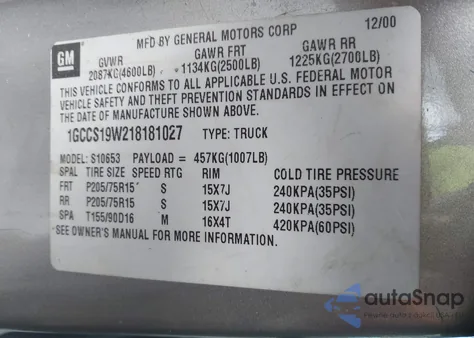 MFD BY GENERAL MOTORS CORP 12/00
GM
GVWR GAWR FRT GAWR RR
2087KG(4600LB) 1134KG(2500LB) 1225KG(2700LB)
THIS VEHICLE CONFORMS TO ALL APPLICABLE U.S. FEDERAL MOTOR
VEHICLE SAFETY AND THEFT PREVENTION STANDARDS IN EFFECT ON
THE DATE OF MANUFACTURE SHOWN ABOVE.
1GCCS19W218181027 TYPE: TRUCK
MODEL: S10653 PAYLOAD = 457KG(1007LB)
SPAL TIRE SIZE SPEED RTG RIM COLD TIRE PRESSURE
FRT P205/75R15 S 15X7J 240KPA(35PSI)
RR P205/75R15 S 15X7J 240KPA(35PSI)
SPA T155/90D16 M 16X4T 420KPA(60PSI)
SEE OWNER'S MANUAL FOR MORE INFORMATION.
autoSnap